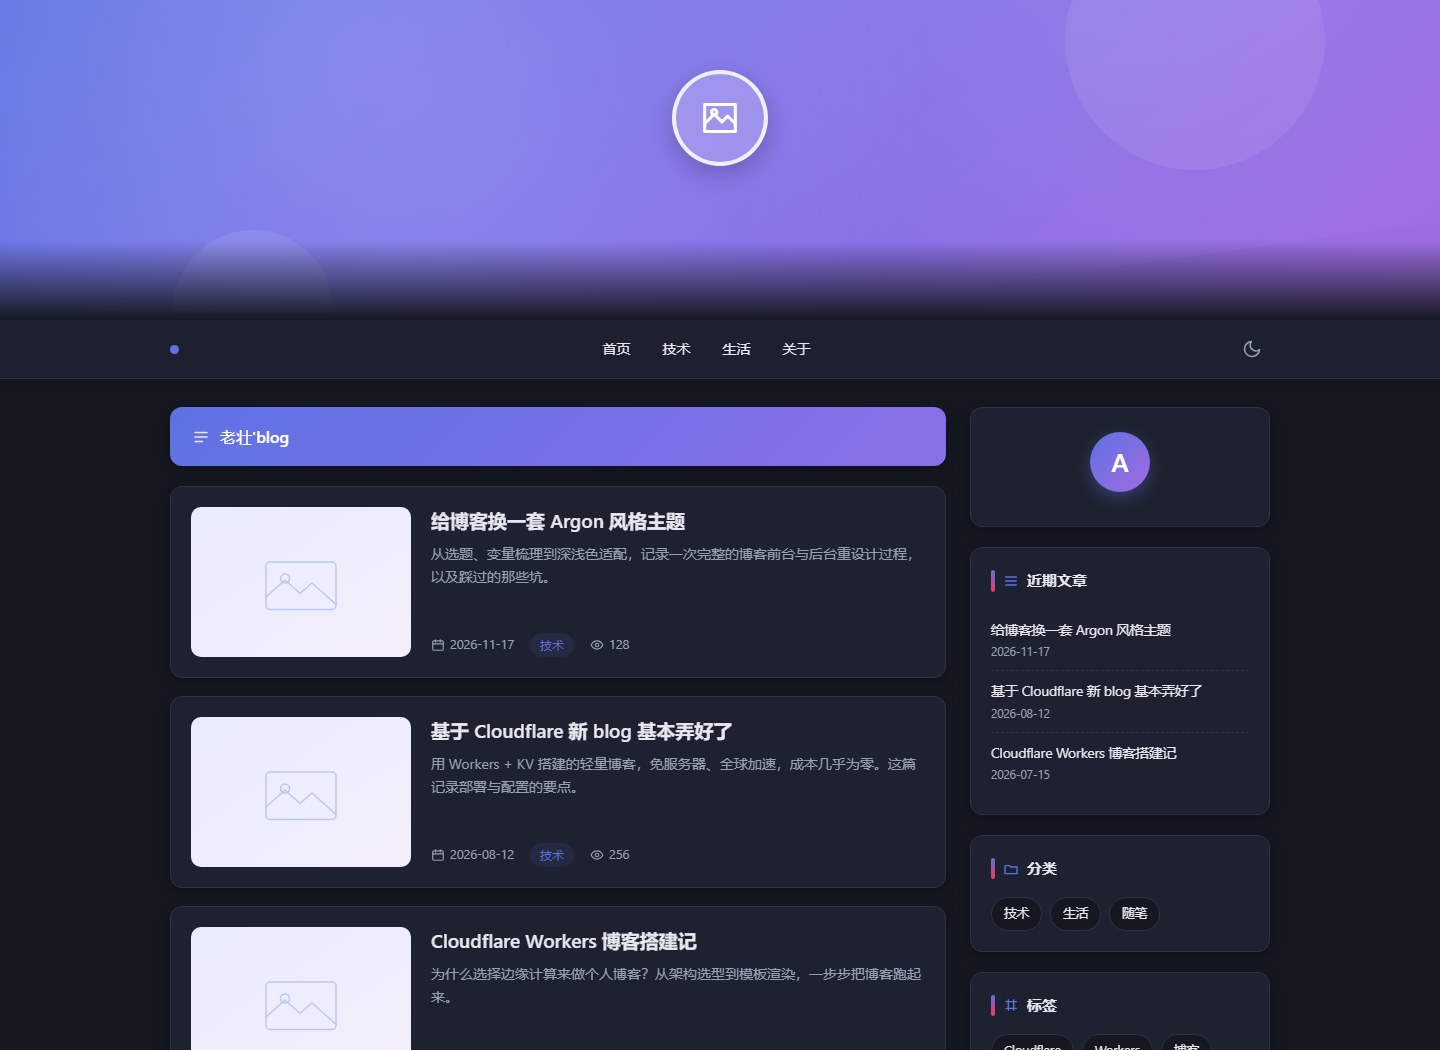 首页 技术 生活 关于
老壮'blog
给博客换一套 Argon 风格主题
从选题、变量梳理到深浅色适配，记录一次完整的博客前台与后台重设计过程，
以及踩过的那些坑。
2026-11-17 技术 128
基于 Cloudflare 新 blog 基本弄好了
用 Workers + KV 搭建的轻量博客，免服务器、全球加速，成本几乎为零。这篇
记录部署与配置的要点。
2026-08-12 技术 256
Cloudflare Workers 博客搭建记
为什么选择边缘计算来做个人博客？从架构选型到模板渲染，一步步把博客跑起
来。
A
近期文章
给博客换一套 Argon 风格主题
2026-11-17
基于 Cloudflare 新 blog 基本弄好了
2026-08-12
Cloudflare Workers 博客搭建记
2026-07-15
分类
技术 生活 随笔
标签
Cloudflare Workers 博客